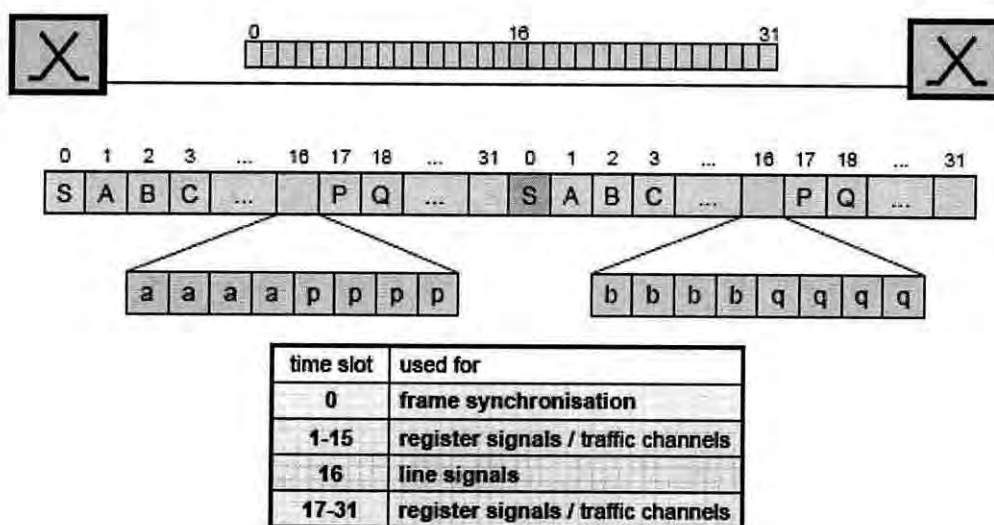 0 16 31
0 1 2 3 ... 16 17 18 ... 31 0 1 2 3 ... 16 17 18 ... 31
S A B C ... P Q ... S A B C ... P Q ...
a a a a p p p p b b b b q q q q
time slot used for
0 frame synchronisation
1-15 register signals / traffic channels
16 line signals
17-31 register signals / traffic channels